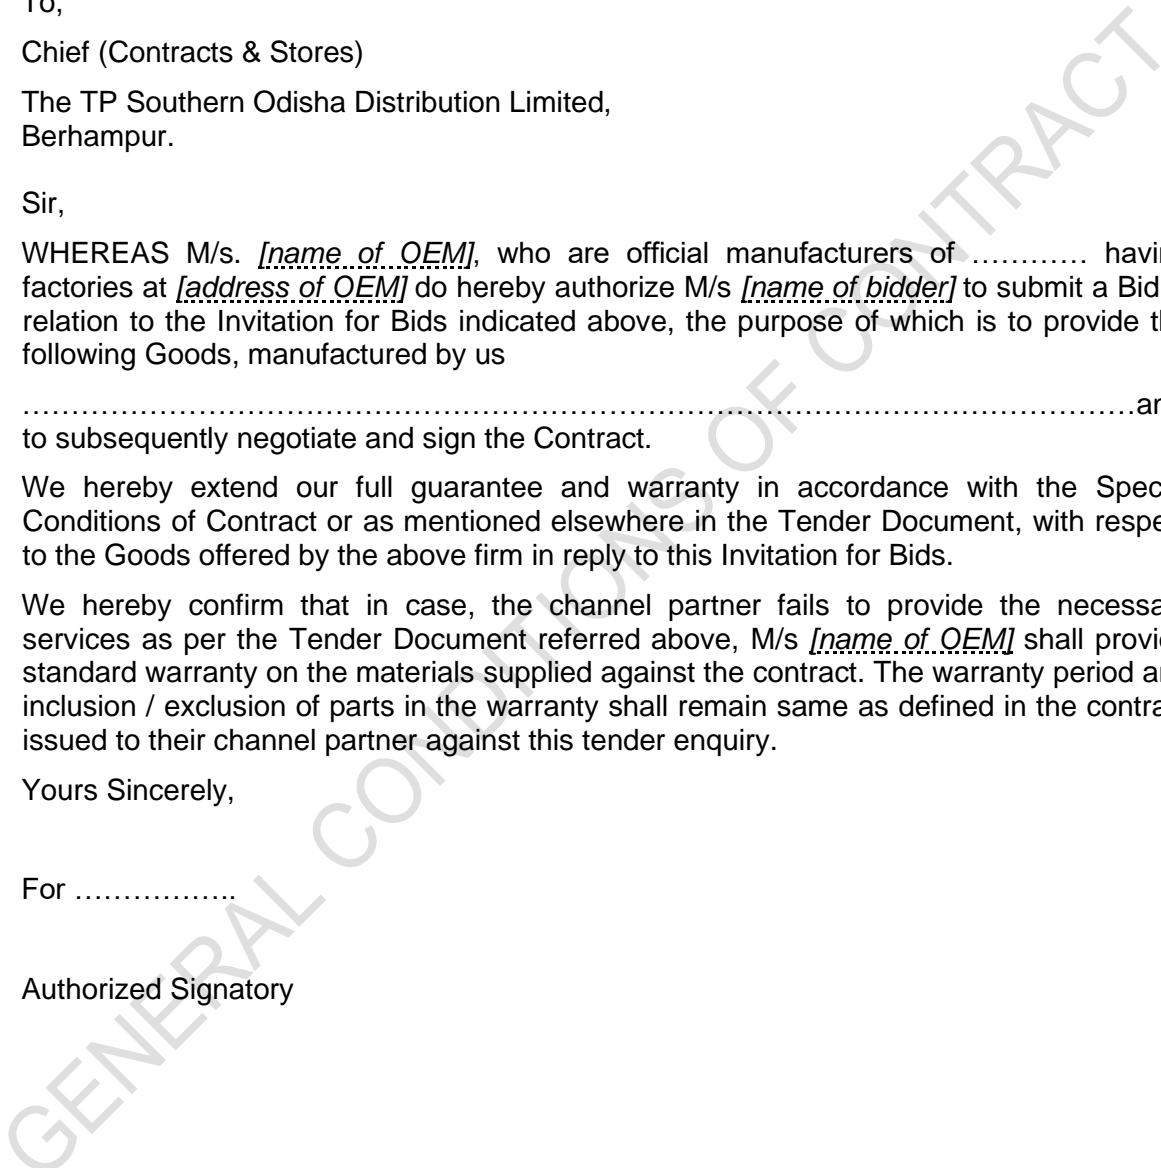 To,
Chief (Contracts & Stores)
The TP Southern Odisha Distribution Limited,
Berhampur.
Sir,
WHEREAS M/s. [name of OEM], who are official manufacturers of ………… havin
factories at [address of OEM] do hereby authorize M/s [name of bidder] to submit a Bid
relation to the Invitation for Bids indicated above, the purpose of which is to provide th
following Goods, manufactured by us
……………………………………………………………………………………………………an
to subsequently negotiate and sign the Contract.
We hereby extend our full guarantee and warranty in accordance with the Spec
Conditions of Contract or as mentioned elsewhere in the Tender Document, with respe
to the Goods offered by the above firm in reply to this Invitation for Bids.
We hereby confirm that in case, the channel partner fails to provide the necessa
services as per the Tender Document referred above, M/s [name of OEM] shall provid
standard warranty on the materials supplied against the contract. The warranty period an
inclusion / exclusion of parts in the warranty shall remain same as defined in the contra
issued to their channel partner against this tender enquiry.
Yours Sincerely,
For ……………..
Authorized Signatory
GENERAL CONDITIONS OF CONTRACT